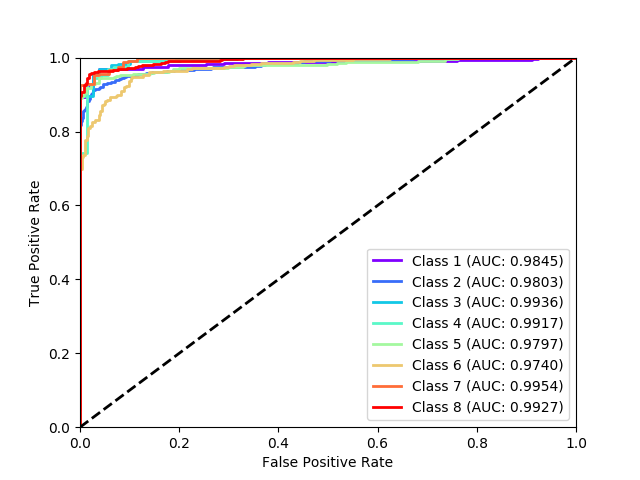 1.0
0.8
0.6
0.4
0.2
0.0
True Positive Rate
Class 1 (AUC: 0.9845)
Class 2 (AUC: 0.9803)
Class 3 (AUC: 0.9936)
Class 4 (AUC: 0.9917)
Class 5 (AUC: 0.9797)
Class 6 (AUC: 0.9740)
Class 7 (AUC: 0.9954)
Class 8 (AUC: 0.9927)
0.0 0.2 0.4 0.6 0.8 1.0
False Positive Rate